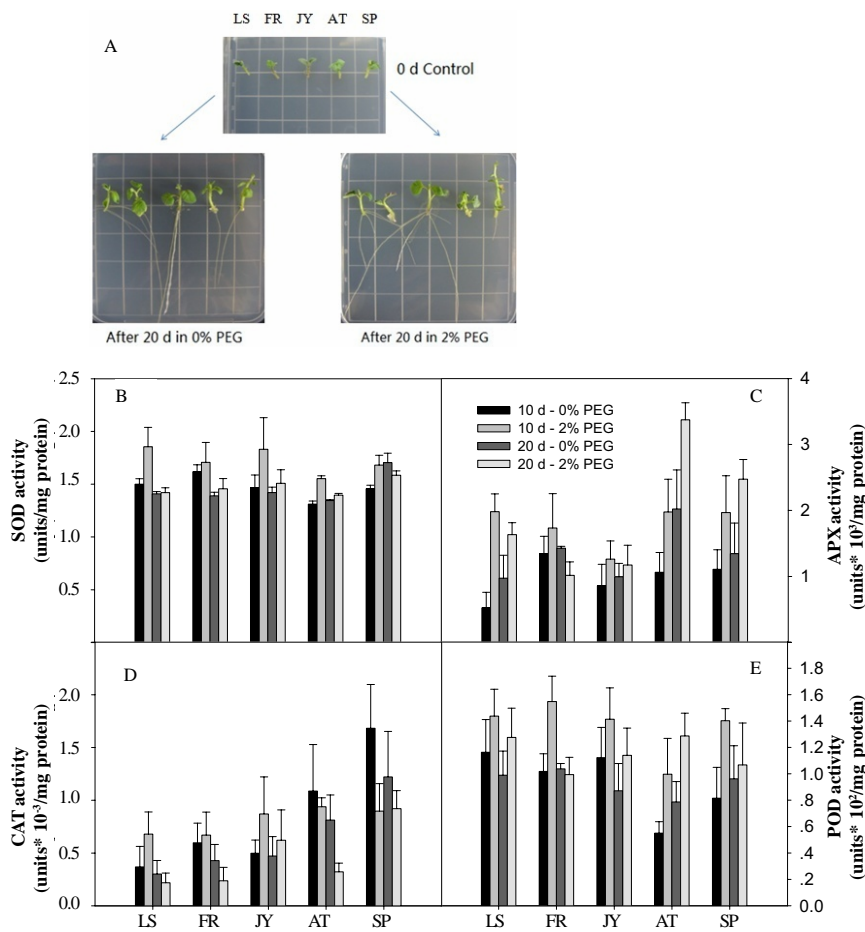 LS FR JY AT SP
A
0 d Control
After 20 d in 0% PEG
After 20 d in 2% PEG
B
SOD activity
(units/mg protein)
2.5
2.0
1.5
1.0
0.5
C
10 d - 0% PEG
10 d - 2% PEG
20 d - 0% PEG
20 d - 2% PEG
4
3
2
1
APX activity
(units* 10³/mg protein)
D
CAT activity
(units* 10⁻³/mg protein)
2.0
1.5
1.0
0.5
0.0
LS FR JY AT SP
E
1.8
1.6
1.4
1.2
1.0
.8
.6
.4
.2
.0
POD activity
(units* 10²/mg protein)
LS FR JY AT SP